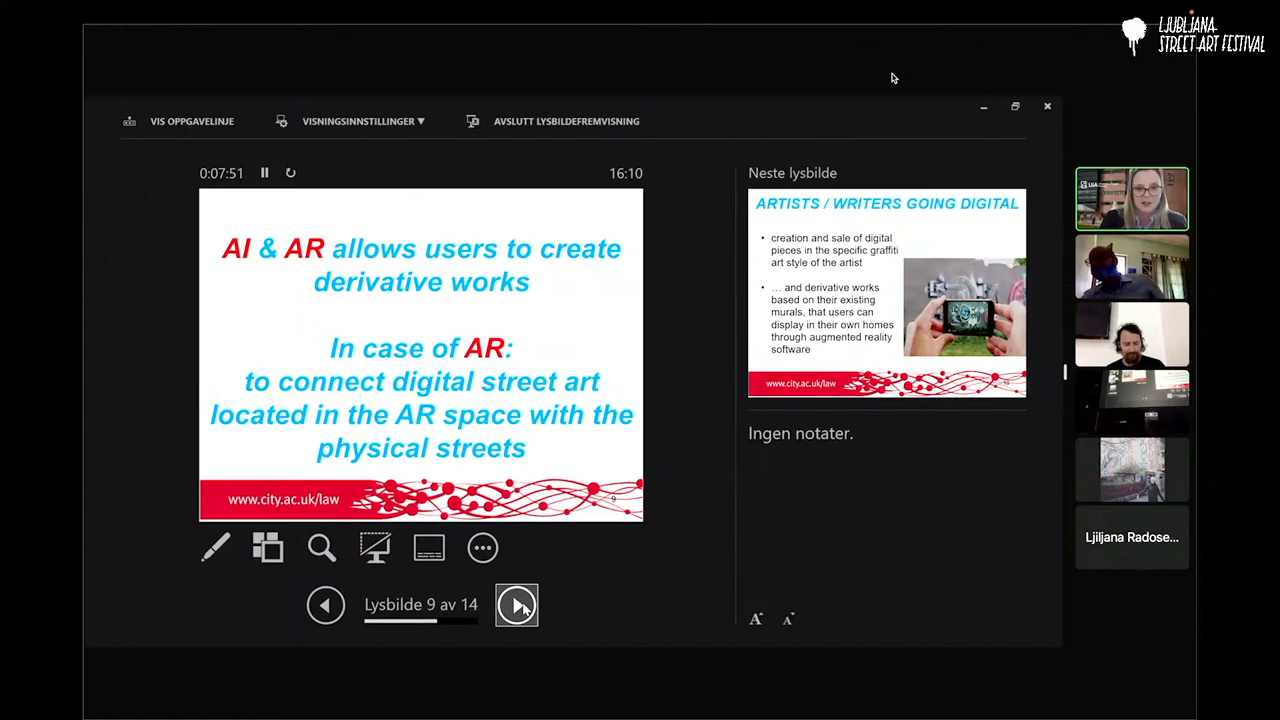 LJUBLJANA
STREET ART FESTIVAL
VIS OPPGAVELINJE
VISNINGSINNSTILLINGER ▼
AVSLUTT LYSBILDEFREMVISNING
0:07:51
16:10
AI & AR allows users to create
derivative works
In case of AR:
to connect digital street art
located in the AR space with the
physical streets
www.city.ac.uk/law
9
Lysbilde 9 av 14
Neste lysbilde
ARTISTS / WRITERS GOING DIGITAL
• creation and sale of digital
pieces in the specific graffiti
art style of the artist
• … and derivative works
based on their existing
murals, that users can
display in their own homes
through augmented reality
software
www.city.ac.uk/law
Ingen notater.
A A
Ljiljana Radose...